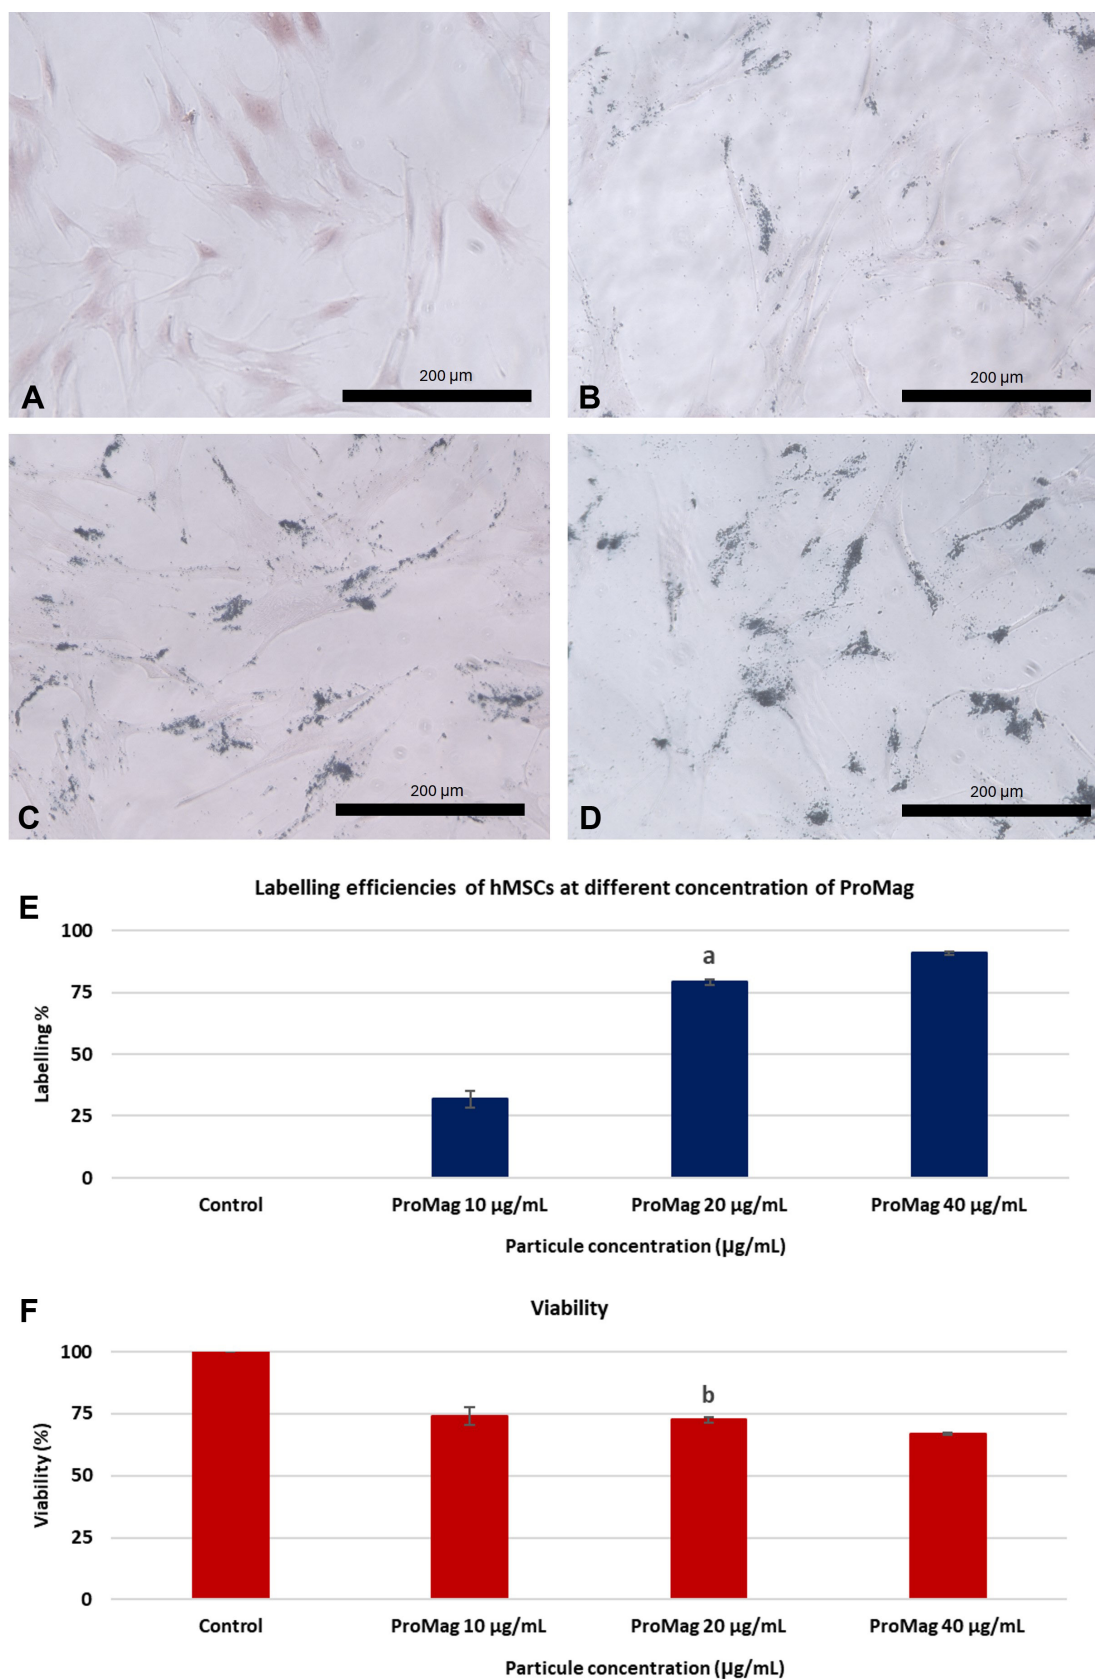 200 µm
A
200 µm
B
200 µm
C
200 µm
D
E
Labelling efficiencies of hMSCs at different concentration of ProMag
Labelling %
100
75
50
25
0
a
Control
ProMag 10 µg/mL
ProMag 20 µg/mL
ProMag 40 µg/mL
Particule concentration (µg/mL)
F
Viability
Viability (%)
100
75
50
25
0
b
Control
ProMag 10 µg/mL
ProMag 20 µg/mL
ProMag 40 µg/mL
Particule concentration (µg/mL)